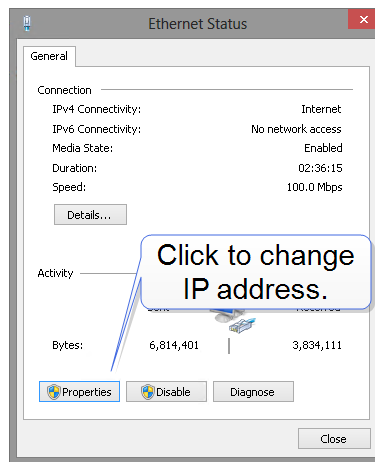 Ethernet Status
General
Connection
IPv4 Connectivity: Internet
IPv6 Connectivity: No network access
Media State: Enabled
Duration: 02:36:15
Speed: 100.0 Mbps
Details...
Click to change
IP address.
Activity
Bytes: 6,814,401 3,834,111
Properties Disable Diagnose
Close